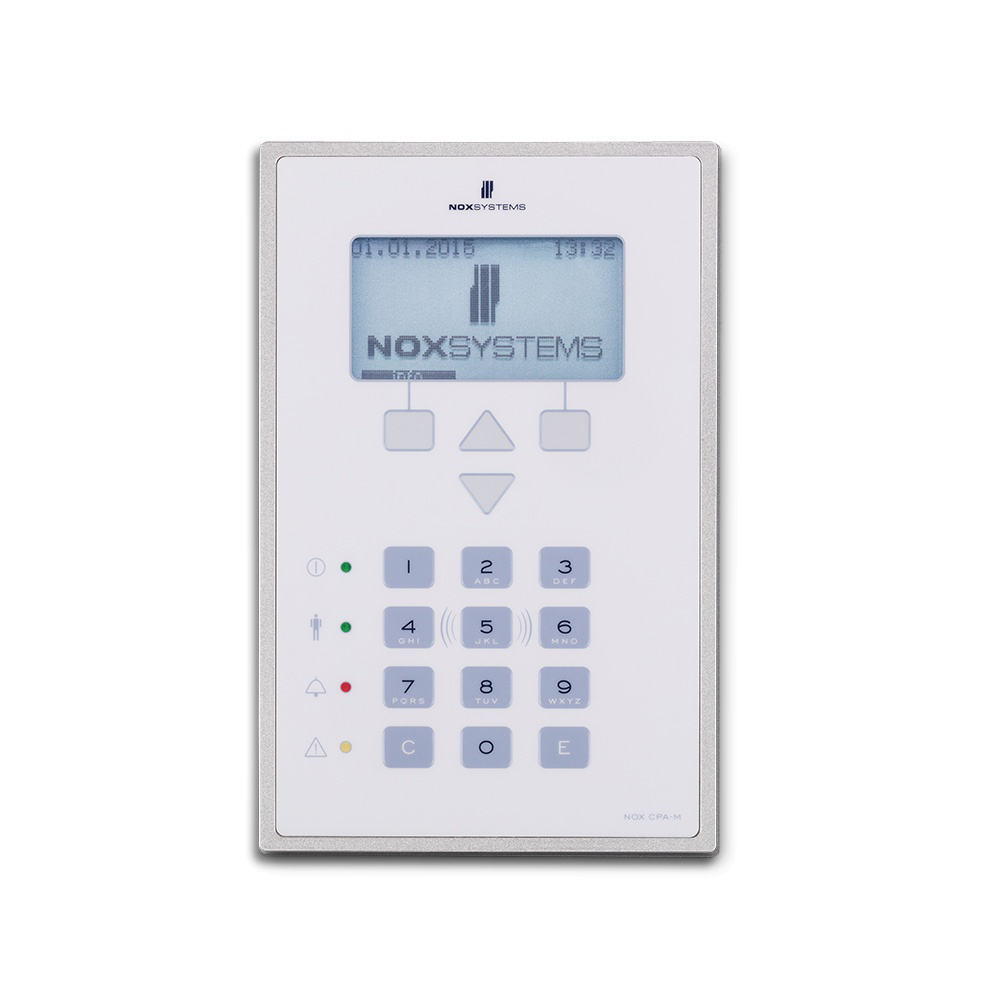 NOXSYSTEMS
01.01.2015 13:32
NOXSYSTEMS
info
1 2 3
ABC DEF
4 5 6
GHI JKL MNO
7 8 9
PQRS TUV WXYZ
C 0 E
NOX CPA-M